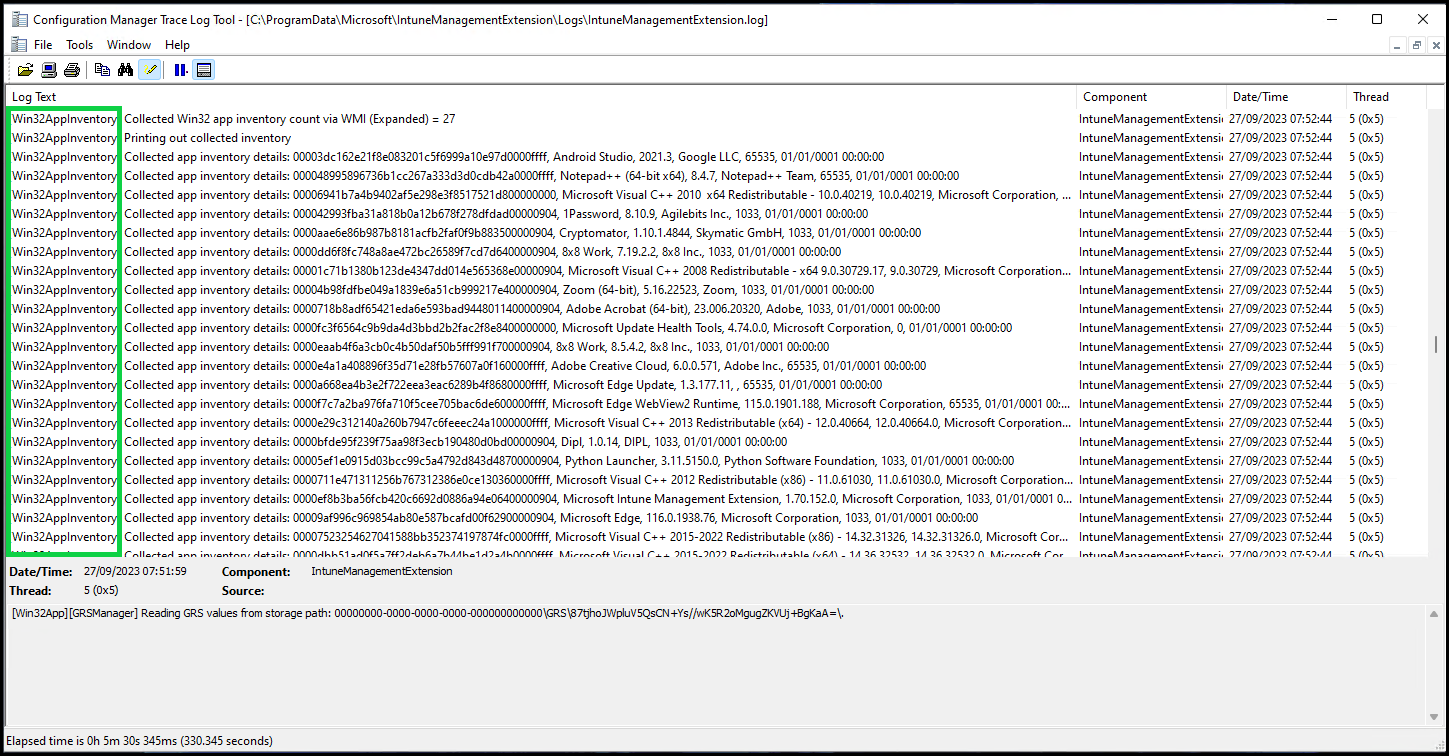 Configuration Manager Trace Log Tool - [C:\ProgramData\Microsoft\IntuneManagementExtension\Logs\IntuneManagementExtension.log]
File Tools Window Help
Log Text Component Date/Time Thread
Win32AppInventory Collected Win32 app inventory count via WMI (Expanded) = 27 IntuneManagementExtensi 27/09/2023 07:52:44 5 (0x5)
Win32AppInventory Printing out collected inventory IntuneManagementExtensi 27/09/2023 07:52:44 5 (0x5)
Win32AppInventory Collected app inventory details: 00003dc162e21f8e083201c5f6999a10e97d0000ffff, Android Studio, 2021.3, Google LLC, 65535, 01/01/0001 00:00:00 IntuneManagementExtensi 27/09/2023 07:52:44 5 (0x5)
Win32AppInventory Collected app inventory details: 000048995896736b1cc267a333d3d0cdb42a0000ffff, Notepad++ (64-bit x64), 8.4.7, Notepad++ Team, 65535, 01/01/0001 00:00:00 IntuneManagementExtensi 27/09/2023 07:52:44 5 (0x5)
Win32AppInventory Collected app inventory details: 00006941b7a4b9402af5e298e3f8517521d800000000, Microsoft Visual C++ 2010 x64 Redistributable - 10.0.40219, 10.0.40219, Microsoft Corporation, ... IntuneManagementExtensi 27/09/2023 07:52:44 5 (0x5)
Win32AppInventory Collected app inventory details: 000042993fba31a818b0a12b678f278dfdad00000904, 1Password, 8.10.9, Agilebits Inc., 1033, 01/01/0001 00:00:00 IntuneManagementExtensi 27/09/2023 07:52:44 5 (0x5)
Win32AppInventory Collected app inventory details: 0000aae6e86b987b8181acfb2faf0f9b883500000904, Cryptomator, 1.10.1.4844, Skymatic GmbH, 1033, 01/01/0001 00:00:00 IntuneManagementExtensi 27/09/2023 07:52:44 5 (0x5)
Win32AppInventory Collected app inventory details: 0000dd6f8fc748a8ae472bc26589f7cd7d6400000904, 8x8 Work, 7.19.2.2, 8x8 Inc., 1033, 01/01/0001 00:00:00 IntuneManagementExtensi 27/09/2023 07:52:44 5 (0x5)
Win32AppInventory Collected app inventory details: 00001c71b1380b123de4347dd014e565368e00000904, Microsoft Visual C++ 2008 Redistributable - x64 9.0.30729.17, 9.0.30729, Microsoft Corporation... IntuneManagementExtensi 27/09/2023 07:52:44 5 (0x5)
Win32AppInventory Collected app inventory details: 00004b98fdfbe049a1839e6a51cb999217e400000904, Zoom (64-bit), 5.16.22523, Zoom, 1033, 01/01/0001 00:00:00 IntuneManagementExtensi 27/09/2023 07:52:44 5 (0x5)
Win32AppInventory Collected app inventory details: 0000718b8adf65421eda6e593bad9448011400000904, Adobe Acrobat (64-bit), 23.006.20320, Adobe, 1033, 01/01/0001 00:00:00 IntuneManagementExtensi 27/09/2023 07:52:44 5 (0x5)
Win32AppInventory Collected app inventory details: 0000fc3f6564c9b9da4d3bbd2b2fac2f8e8400000000, Microsoft Update Health Tools, 4.74.0.0, Microsoft Corporation, 0, 01/01/0001 00:00:00 IntuneManagementExtensi 27/09/2023 07:52:44 5 (0x5)
Win32AppInventory Collected app inventory details: 0000eaab4f6a3cb0c4b50daf50b5fff991f700000904, 8x8 Work, 8.5.4.2, 8x8 Inc., 1033, 01/01/0001 00:00:00 IntuneManagementExtensi 27/09/2023 07:52:44 5 (0x5)
Win32AppInventory Collected app inventory details: 0000e4a1a408896f35d71e28fb57607a0f160000ffff, Adobe Creative Cloud, 6.0.0.571, Adobe Inc., 65535, 01/01/0001 00:00:00 IntuneManagementExtensi 27/09/2023 07:52:44 5 (0x5)
Win32AppInventory Collected app inventory details: 0000a668ea4b3e2f722eea3eac6289b4f8680000ffff, Microsoft Edge Update, 1.3.177.11, , 65535, 01/01/0001 00:00:00 IntuneManagementExtensi 27/09/2023 07:52:44 5 (0x5)
Win32AppInventory Collected app inventory details: 0000f7c7a2ba976fa710f5cee705bac6de600000ffff, Microsoft Edge WebView2 Runtime, 115.0.1901.188, Microsoft Corporation, 65535, 01/01/0001 00:... IntuneManagementExtensi 27/09/2023 07:52:44 5 (0x5)
Win32AppInventory Collected app inventory details: 0000e29c312140a260b7947c6feeec24a1000000ffff, Microsoft Visual C++ 2013 Redistributable (x64) - 12.0.40664, 12.0.40664.0, Microsoft Corporation... IntuneManagementExtensi 27/09/2023 07:52:44 5 (0x5)
Win32AppInventory Collected app inventory details: 0000bfde95f239f75aa98f3ecb190480d0bd00000904, Dipl, 1.0.14, DIPL, 1033, 01/01/0001 00:00:00 IntuneManagementExtensi 27/09/2023 07:52:44 5 (0x5)
Win32AppInventory Collected app inventory details: 00005ef1e0915d03bcc99c5a4792d843d48700000904, Python Launcher, 3.11.5150.0, Python Software Foundation, 1033, 01/01/0001 00:00:00 IntuneManagementExtensi 27/09/2023 07:52:44 5 (0x5)
Win32AppInventory Collected app inventory details: 0000711e471311256b767312386e0ce130360000ffff, Microsoft Visual C++ 2012 Redistributable (x86) - 11.0.61030, 11.0.61030.0, Microsoft Corporation... IntuneManagementExtensi 27/09/2023 07:52:44 5 (0x5)
Win32AppInventory Collected app inventory details: 0000ef8b3ba56fcb420c6692d0886a94e06400000904, Microsoft Intune Management Extension, 1.70.152.0, Microsoft Corporation, 1033, 01/01/0001 0... IntuneManagementExtensi 27/09/2023 07:52:44 5 (0x5)
Win32AppInventory Collected app inventory details: 00009af996c969854ab80e587bcafd00f62900000904, Microsoft Edge, 116.0.1938.76, Microsoft Corporation, 1033, 01/01/0001 00:00:00 IntuneManagementExtensi 27/09/2023 07:52:44 5 (0x5)
Win32AppInventory Collected app inventory details: 0000752325462704 1588bb352374197874fc0000ffff, Microsoft Visual C++ 2015-2022 Redistributable (x86) - 14.32.31326, 14.32.31326.0, Microsoft Cor... IntuneManagementExtensi 27/09/2023 07:52:44 5 (0x5)
Collected app inventory details: 0000dbb51ad0f5a7ff2deb6a7b44be1d2a4b0000ffff, Microsoft Visual C++ 2015-2022 Redistributable (x64) - 14.36.32532, 14.36.32532.0, Microsoft Cor... IntuneManagementExtensi 27/09/2023 07:52:44 5 (0x5)
Date/Time: 27/09/2023 07:51:59 Component: IntuneManagementExtension
Thread: 5 (0x5) Source:
[Win32App][GRSManager] Reading GRS values from storage path: 00000000-0000-0000-0000-000000000000\GRS\87tjhoJWpluV5QsCN+Ys//wK5R2oMgugZKVUj+BgKaA=\.
Elapsed time is 0h 5m 30s 345ms (330.345 seconds)